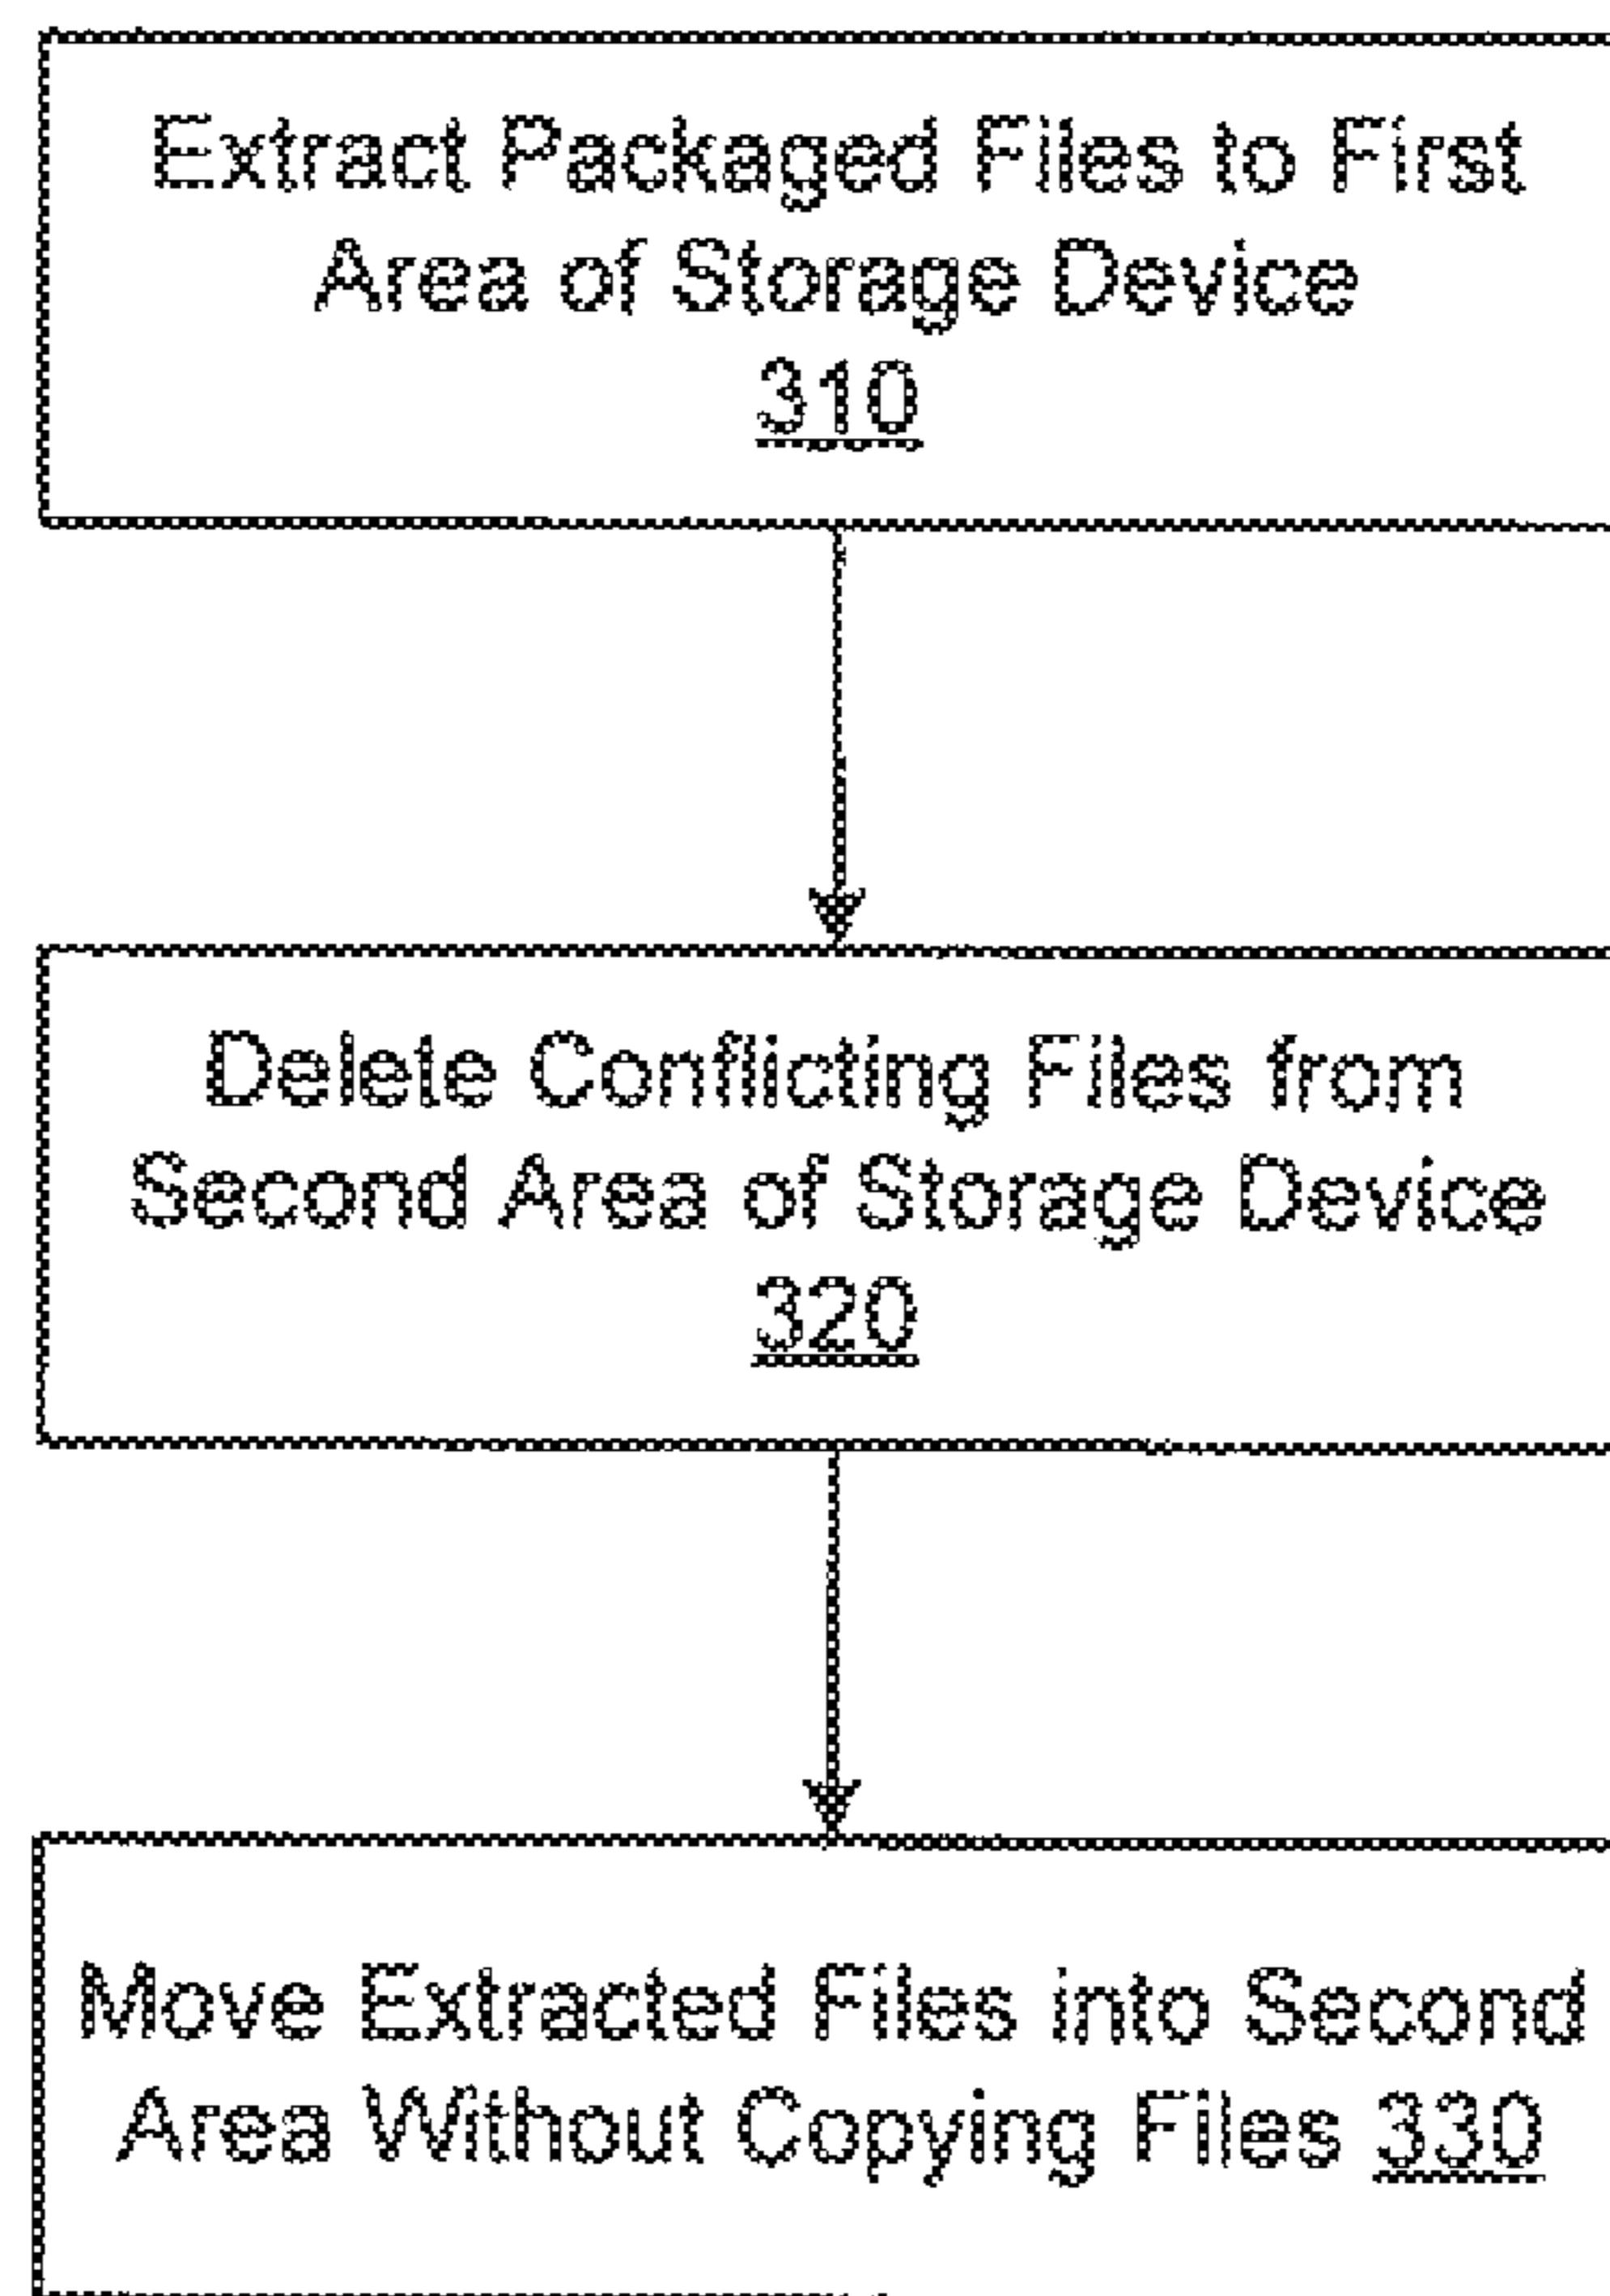 Extract Packaged Files to First
Area of Storage Device
310
Delete Conflicting Files from
Second Area of Storage Device
320
Move Extracted Files into Second
Area Without Copying Files 330